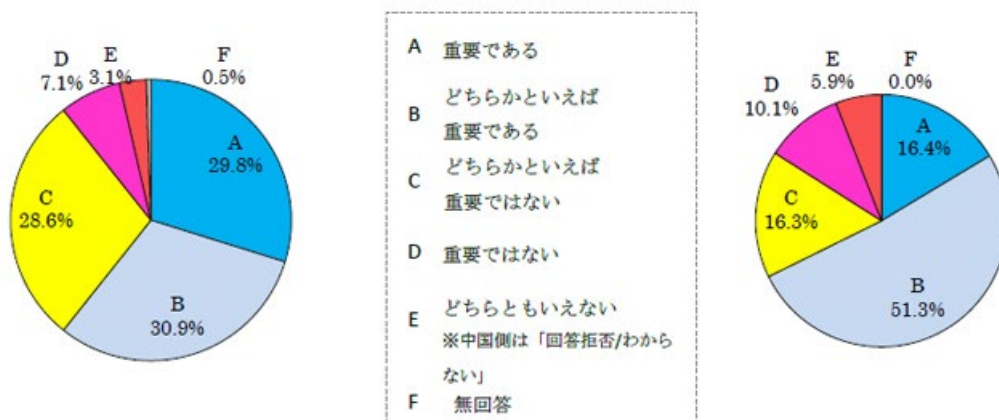 D
7.1%
E
3.1%
F
0.5%
A
29.8%
C
28.6%
B
30.9%
A 重要である
B どちらかといえば
重要である
C どちらかといえば
重要ではない
D 重要ではない
E どちらともいえない
※中国側は「回答拒否/わから
ない」
F 無回答
D
10.1%
E
5.9%
F
0.0%
A
16.4%
C
16.3%
B
51.3%